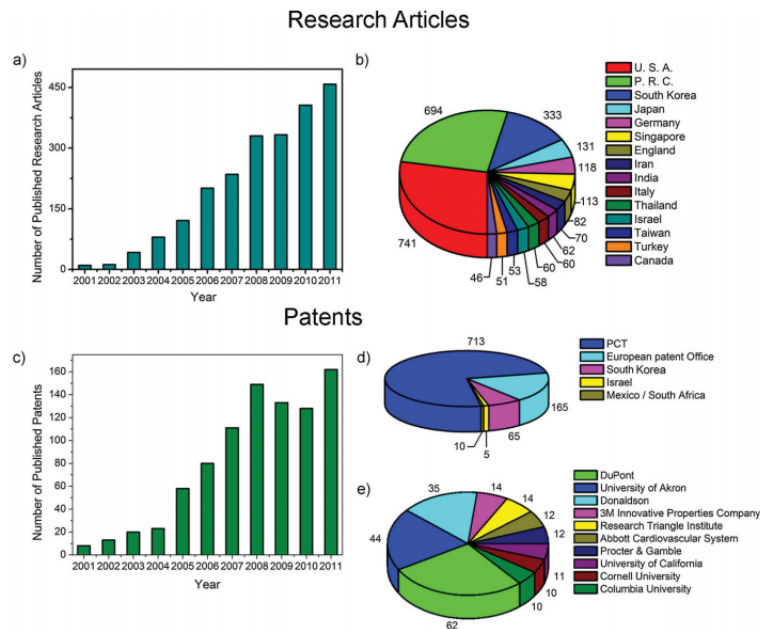 Research Articles
a)
Number of Published Research Articles
450
300
150
0
2001 2002 2003 2004 2005 2006 2007 2008 2009 2010 2011
Year
b)
694
333
131
118
113
82
70
62
60
60
58
53
51
46
741
U. S. A.
P. R. C.
South Korea
Japan
Germany
Singapore
England
Iran
India
Italy
Thailand
Israel
Taiwan
Turkey
Canada
Patents
c)
Number of Published Patents
160
140
120
100
80
60
40
20
0
2001 2002 2003 2004 2005 2006 2007 2008 2009 2010 2011
Year
d)
713
165
65
5
10
PCT
European patent Office
South Korea
Israel
Mexico / South Africa
e)
35
14
14
12
12
11
10
10
62
44
DuPont
University of Akron
Donaldson
3M Innovative Properties Company
Research Triangle Institute
Abbott Cardiovascular System
Procter & Gamble
University of California
Cornell University
Columbia University